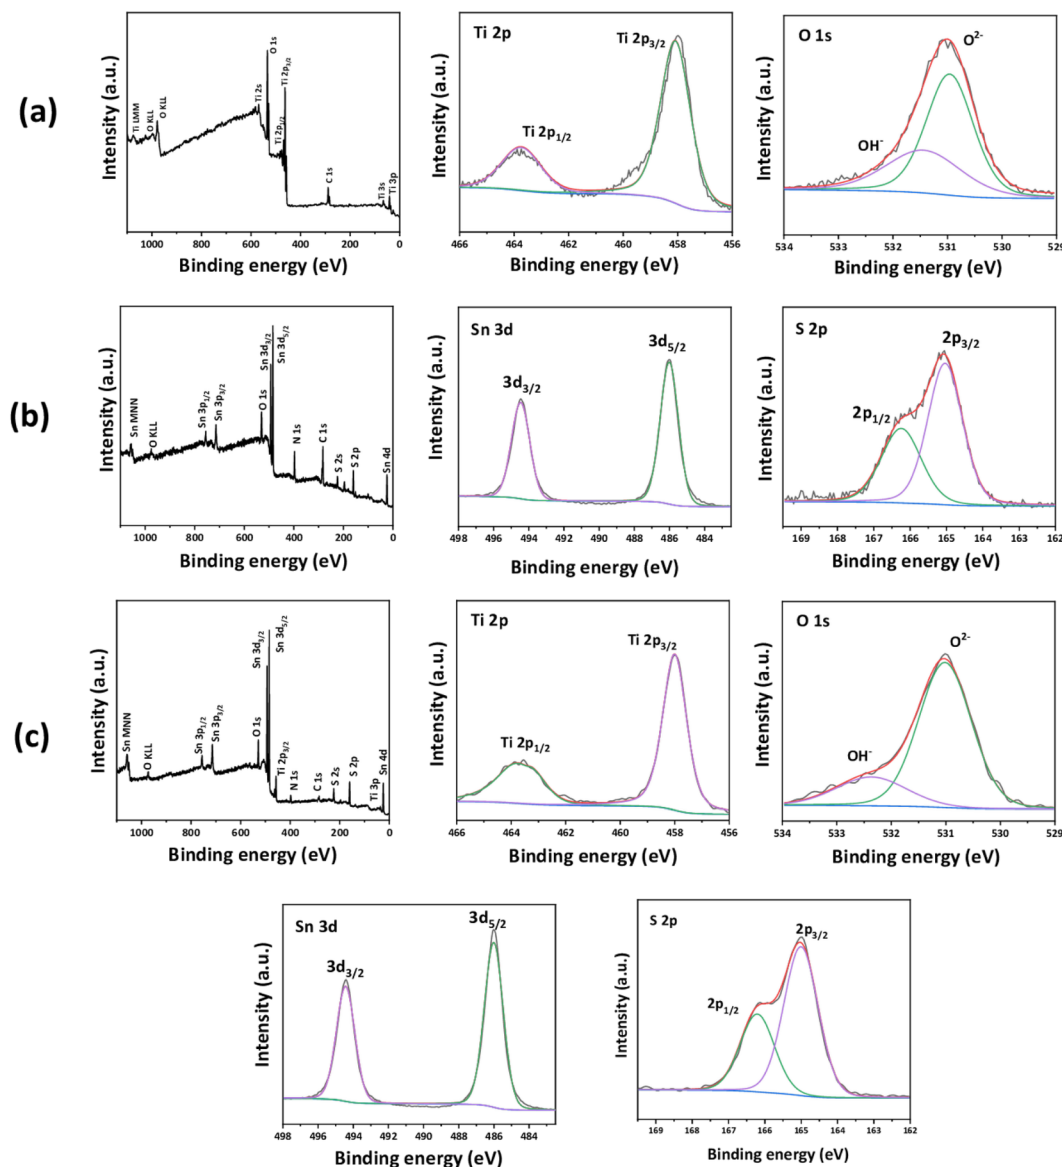 (a)
Intensity (a.u.)
Ti LMM
O KLL
O KLL
Ti 2s
O 1s
Ti 2p1/2
Ti 2p3/2
C 1s
Ti 3s
Ti 3p
1000 800 600 400 200 0
Binding energy (eV)
Ti 2p
Intensity (a.u.)
Ti 2p1/2
Ti 2p3/2
466 464 462 460 458 456
Binding energy (eV)
O 1s
Intensity (a.u.)
OH-
O2-
534 533 532 531 530 529
Binding energy (eV)
(b)
Intensity (a.u.)
Sn MNN
O KLL
Sn 3p1/2
Sn 3p3/2
O 1s
Sn 3d3/2
Sn 3d5/2
N 1s
C 1s
S 2s
S 2p
Sn 4d
1000 800 600 400 200 0
Binding energy (eV)
Sn 3d
Intensity (a.u.)
3d3/2
3d5/2
498 496 494 492 490 488 486 484
Binding energy (eV)
S 2p
Intensity (a.u.)
2p1/2
2p3/2
169 168 167 166 165 164 163 162
Binding energy (eV)
(c)
Intensity (a.u.)
Sn MNN
O KLL
Sn 3p1/2
Sn 3p3/2
O 1s
Sn 3d3/2
Sn 3d5/2
Ti 2p3/2
N 1s
C 1s
S 2s
S 2p
Ti 3p
Sn 4d
1000 800 600 400 200 0
Binding energy (eV)
Ti 2p
Intensity (a.u.)
Ti 2p1/2
Ti 2p3/2
466 464 462 460 458 456
Binding energy (eV)
O 1s
Intensity (a.u.)
OH-
O2-
534 533 532 531 530 529
Binding energy (eV)
Sn 3d
Intensity (a.u.)
3d3/2
3d5/2
498 496 494 492 490 488 486 484
Binding energy (eV)
S 2p
Intensity (a.u.)
2p1/2
2p3/2
169 168 167 166 165 164 163 162
Binding energy (eV)